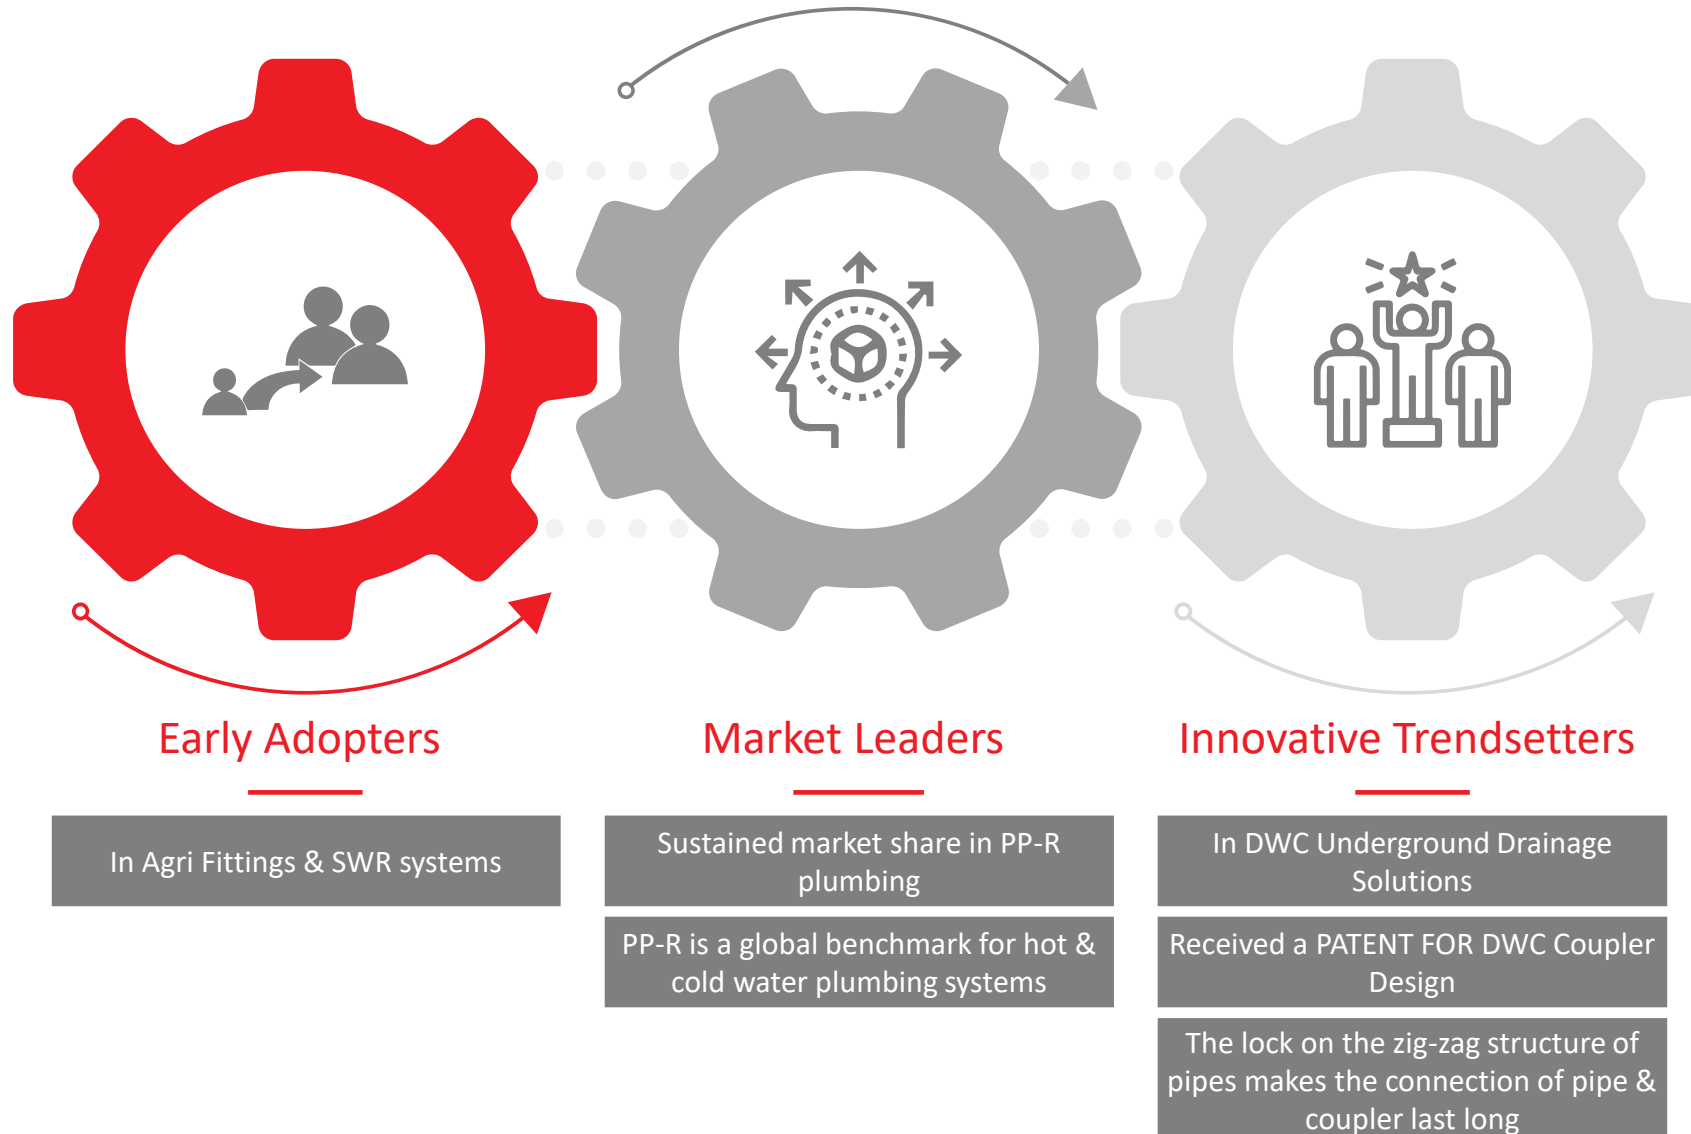 Early Adopters
In Agri Fittings & SWR systems
Market Leaders
Sustained market share in PP-R
plumbing
PP-R is a global benchmark for hot &
cold water plumbing systems
Innovative Trendsetters
In DWC Underground Drainage
Solutions
Received a PATENT FOR DWC Coupler
Design
The lock on the zig-zag structure of
pipes makes the connection of pipe &
coupler last long